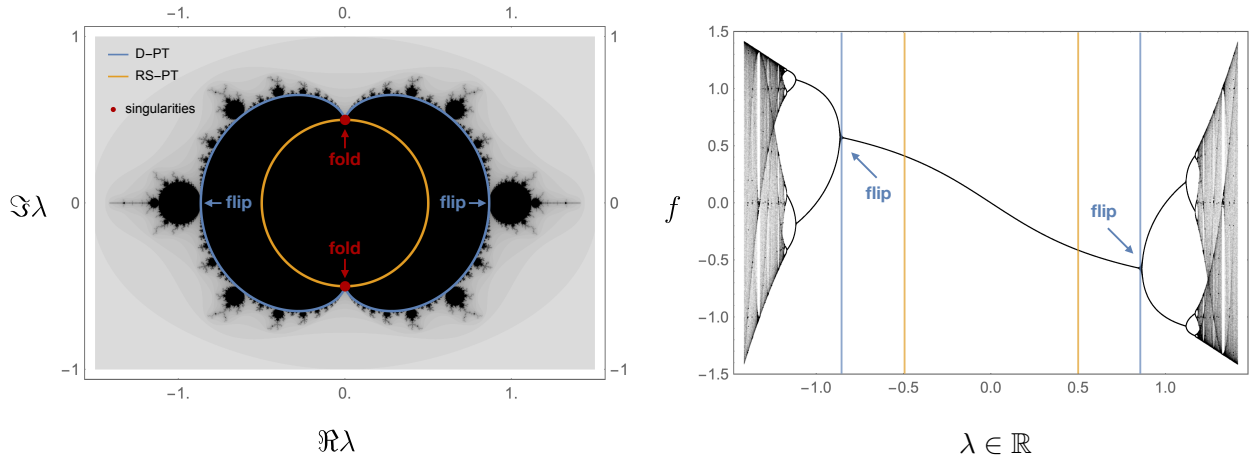 −1. 0. 1.
1
0
−1
1
0
−1
D−PT
RS−PT
singularities
fold
flip
flip
fold
−1. 0. 1.
ℑλ
ℜλ
1.5
1.0
0.5
0.0
−0.5
−1.0
−1.5
f
flip
flip
−1.0 −0.5 0.0 0.5 1.0
λ ∈ ℝ